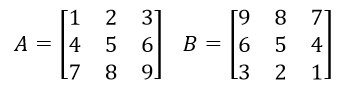 A = [1 2 3 B = [9 8 7
4 5 6 6 5 4
7 8 9] 3 2 1]